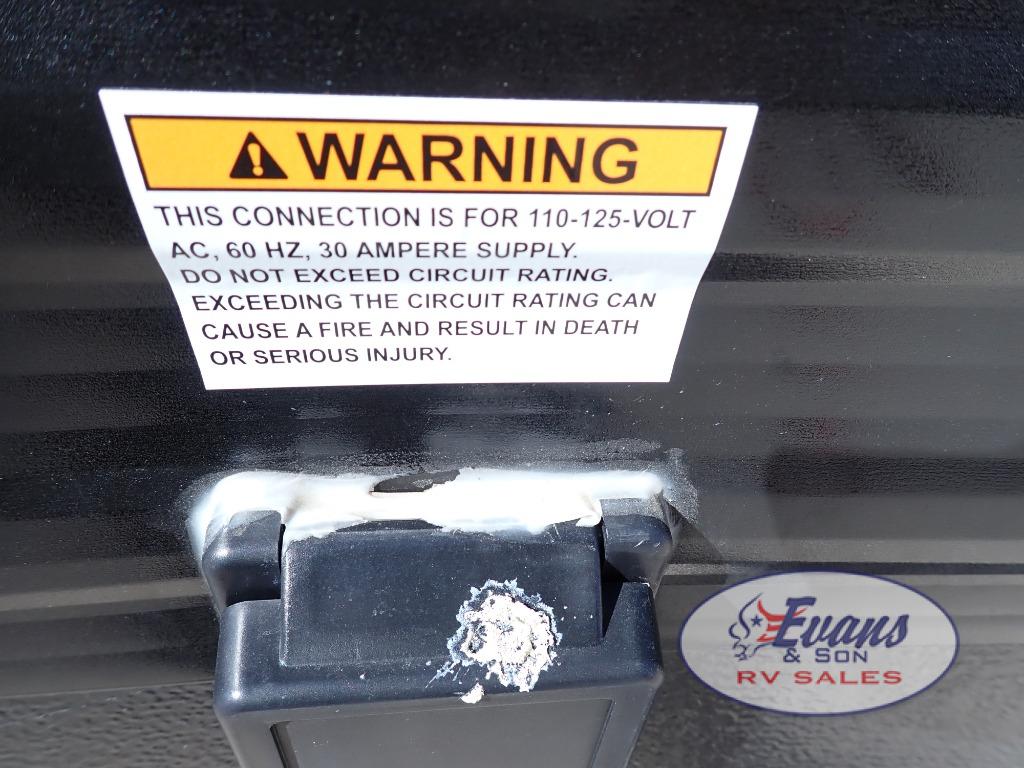 WARNING
THIS CONNECTION IS FOR 110-125-VOLT
AC, 60 HZ, 30 AMPERE SUPPLY.
DO NOT EXCEED CIRCUIT RATING.
EXCEEDING THE CIRCUIT RATING CAN
CAUSE A FIRE AND RESULT IN DEATH
OR SERIOUS INJURY.
Evans
& SON
RV SALES